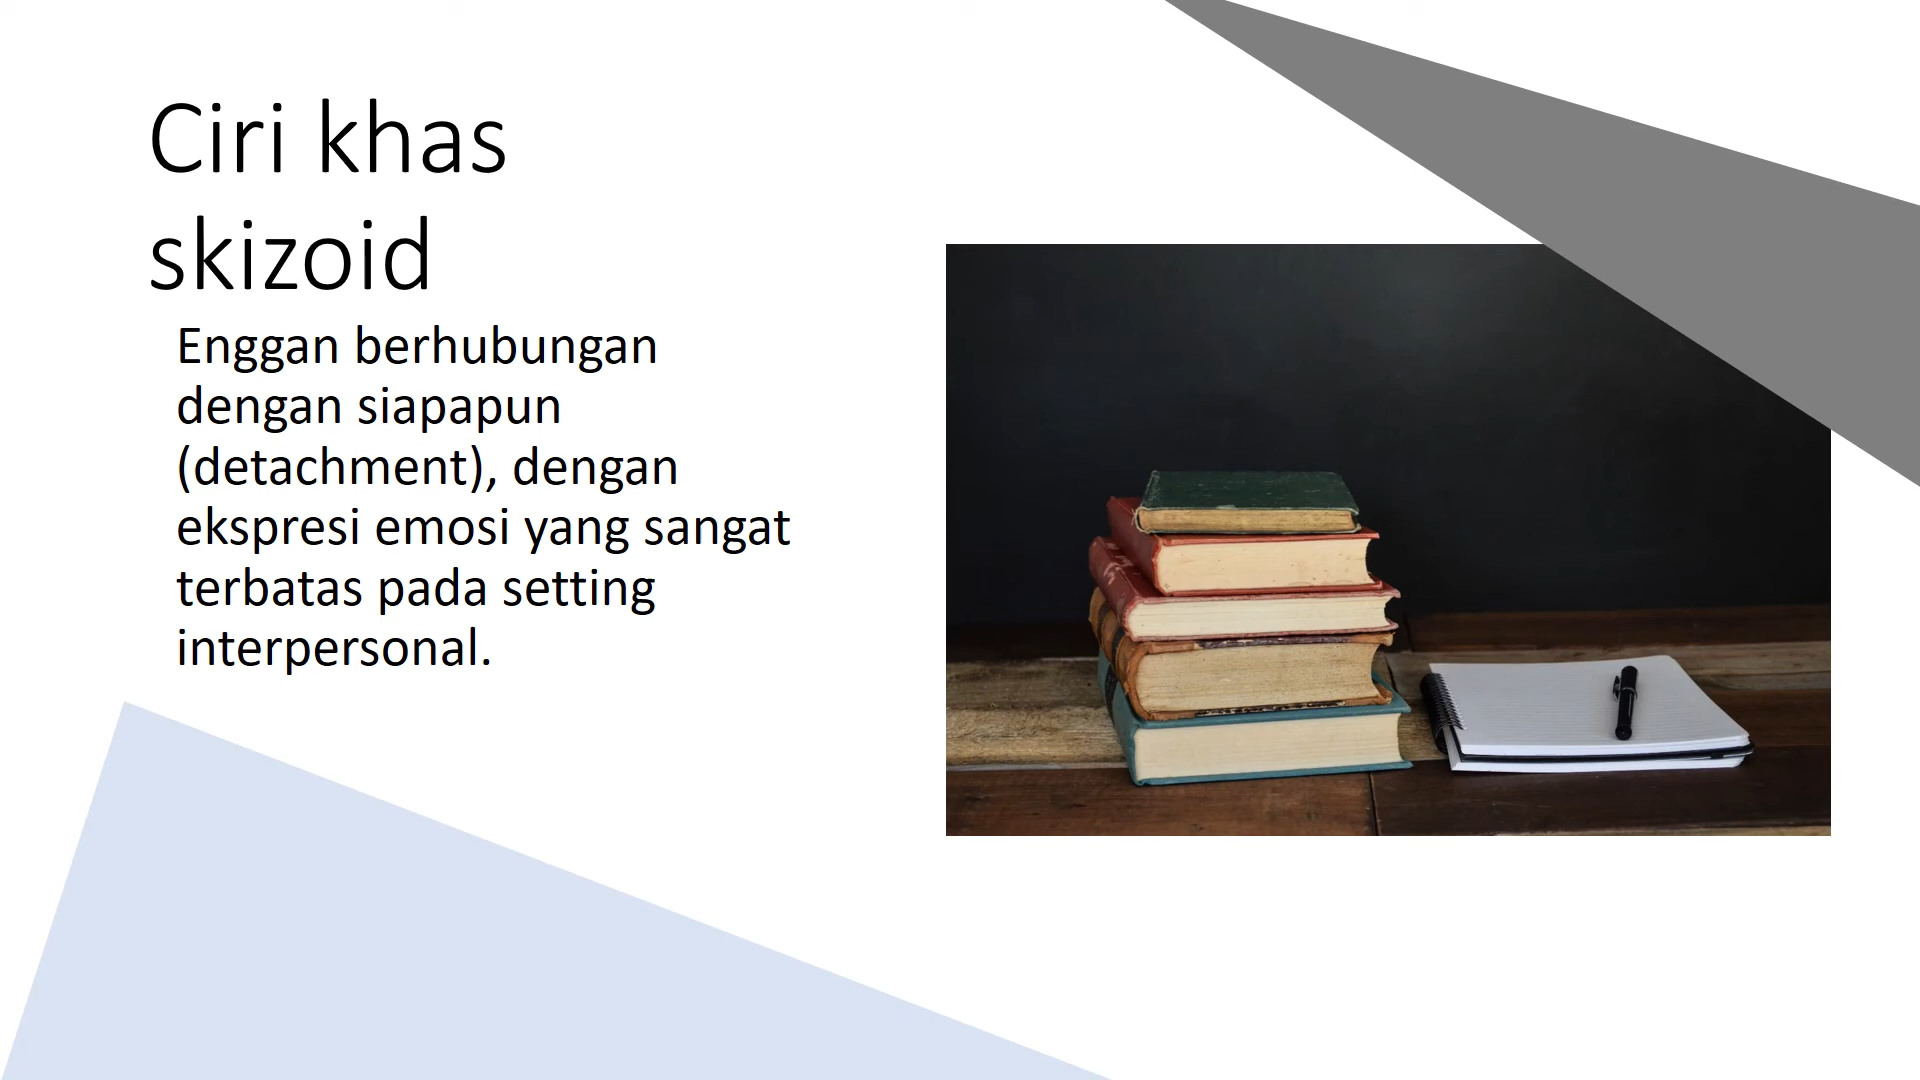 Ciri khas
skizoid
Enggan berhubungan
dengan siapapun
(detachment), dengan
ekspresi emosi yang sangat
terbatas pada setting
interpersonal.